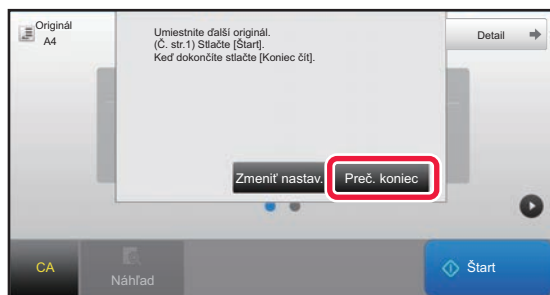 Originál
A4
Umiestnite ďalší originál.
(Č. str.1) Stlačte [Štart].
Keď dokončíte stlačte [Koniec čít].
Detail
Zmeniť nastav.
Preč. koniec
CA
Náhľad
Štart